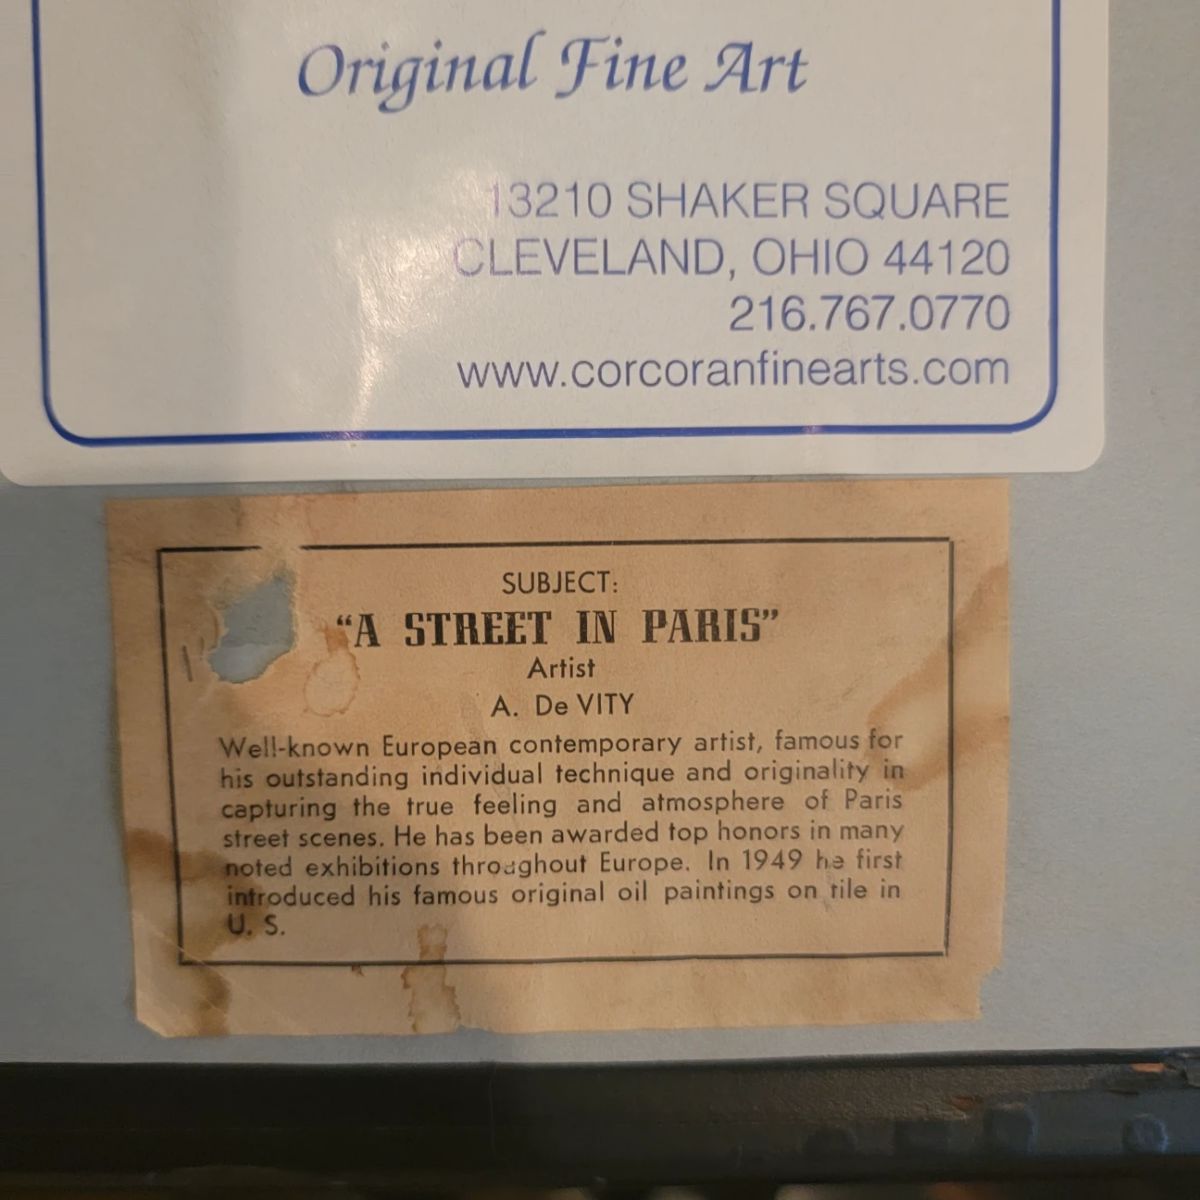 Original Fine Art
13210 SHAKER SQUARE
CLEVELAND, OHIO 44120
216.767.0770
www.corcoranfinearts.com
SUBJECT:
“A STREET IN PARIS”
Artist
A. De VITY
Well-known European contemporary artist, famous for
his outstanding individual technique and originality in
capturing the true feeling and atmosphere of Paris
street scenes. He has been awarded top honors in many
noted exhibitions throughout Europe. In 1949 he first
introduced his famous original oil paintings on tile in
U. S.